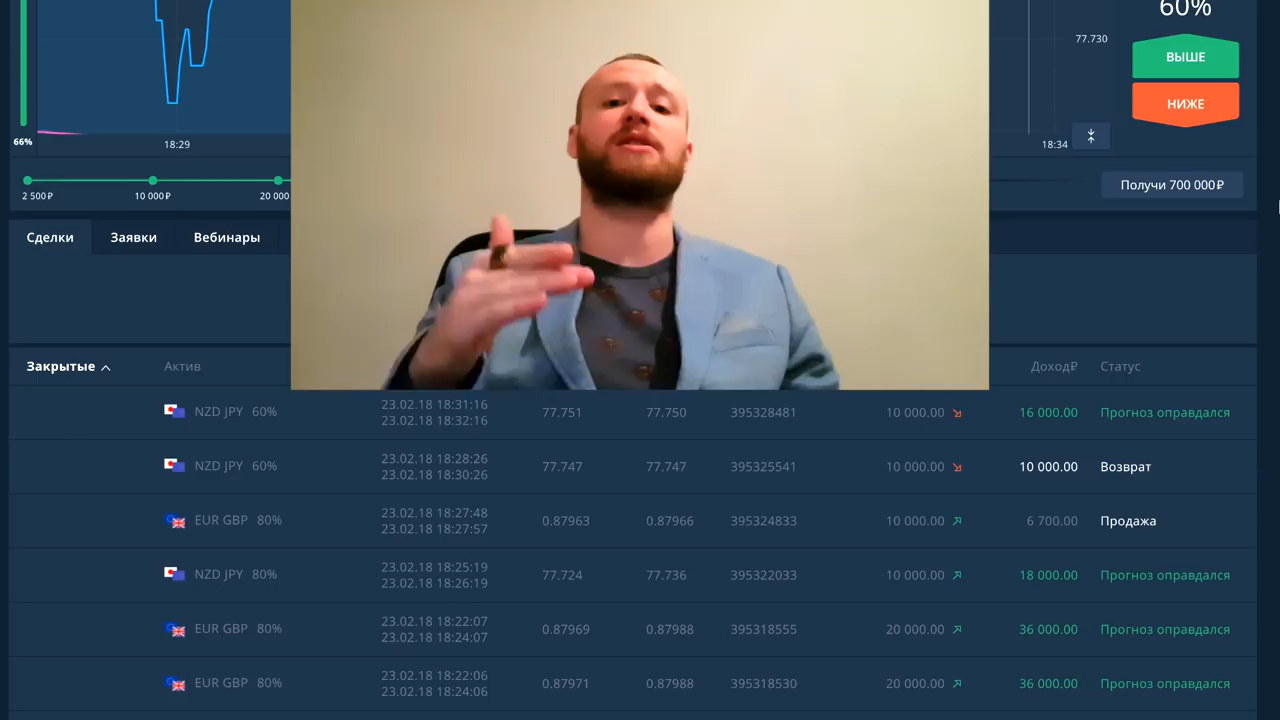 60%
77.730
ВЫШЕ
НИЖЕ
66%
18:29
18:34
2 500₽
10 000₽
20 000
Получи 700 000₽
Сделки
Заявки
Вебинары
Закрытые
Актив
Доход₽
Статус
NZD JPY 60%
23.02.18 18:31:16
23.02.18 18:32:16
77.751
77.750
395328481
10 000.00
16 000.00
Прогноз оправдался
NZD JPY 60%
23.02.18 18:28:26
23.02.18 18:30:26
77.747
77.747
395325541
10 000.00
10 000.00
Возврат
EUR GBP 80%
23.02.18 18:27:48
23.02.18 18:27:57
0.87963
0.87966
395324833
10 000.00
6 700.00
Продажа
NZD JPY 80%
23.02.18 18:25:19
23.02.18 18:26:19
77.724
77.736
395322033
10 000.00
18 000.00
Прогноз оправдался
EUR GBP 80%
23.02.18 18:22:07
23.02.18 18:24:07
0.87969
0.87988
395318555
20 000.00
36 000.00
Прогноз оправдался
EUR GBP 80%
23.02.18 18:22:06
23.02.18 18:24:06
0.87971
0.87988
395318530
20 000.00
36 000.00
Прогноз оправдался